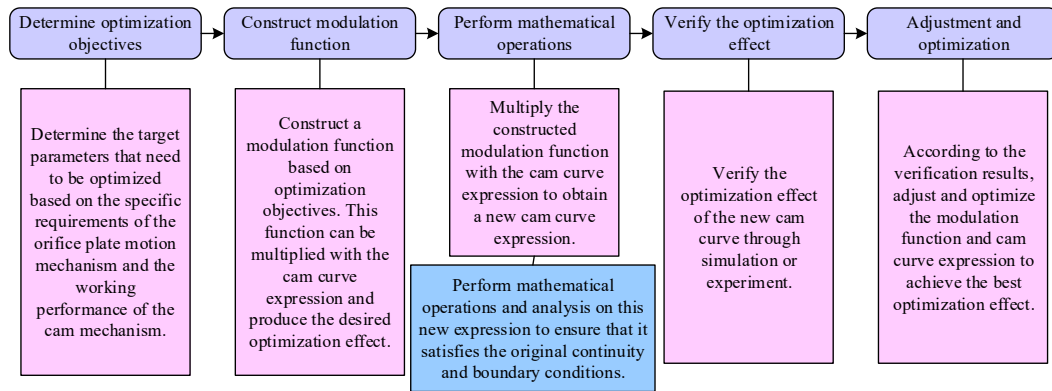 Determine optimization
objectives
Construct modulation
function
Perform mathematical
operations
Verify the optimization
effect
Adjustment and
optimization
Determine the target
parameters that need
to be optimized
based on the specific
requirements of the
orifice plate motion
mechanism and the
working
performance of the
cam mechanism.
Construct a
modulation function
based on
optimization
objectives. This
function can be
multiplied with the
cam curve
expression and
produce the desired
optimization effect.
Multiply the
constructed
modulation function
with the cam curve
expression to obtain
a new cam curve
expression.
Perform mathematical
operations and analysis on this
new expression to ensure that it
satisfies the original continuity
and boundary conditions.
Verify the
optimization effect
of the new cam
curve through
simulation or
experiment.
According to the
verification results,
adjust and optimize
the modulation
function and cam
curve expression to
achieve the best
optimization effect.